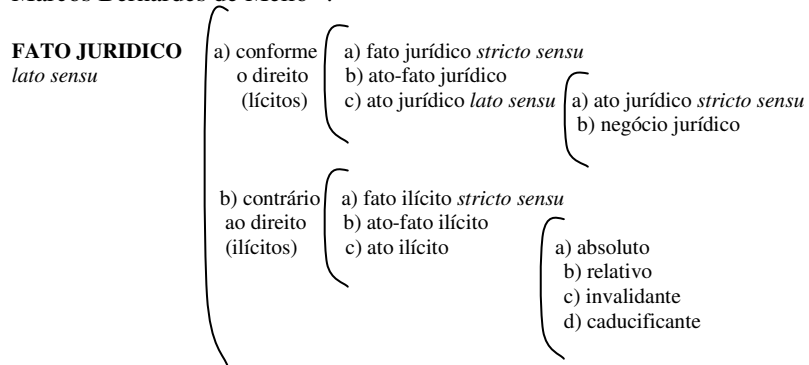 Marcos Bernardes de Mello .
FATO JURIDICO a) conforme a) fato jurídico stricto sensu
lato sensu o direito b) ato-fato jurídico
(lícitos) c) ato jurídico lato sensu a) ato jurídico stricto sensu
b) negócio jurídico
b) contrário a) fato ilícito stricto sensu
ao direito b) ato-fato ilícito
(ilícitos) c) ato ilícito a) absoluto
b) relativo
c) invalidante
d) caducificante